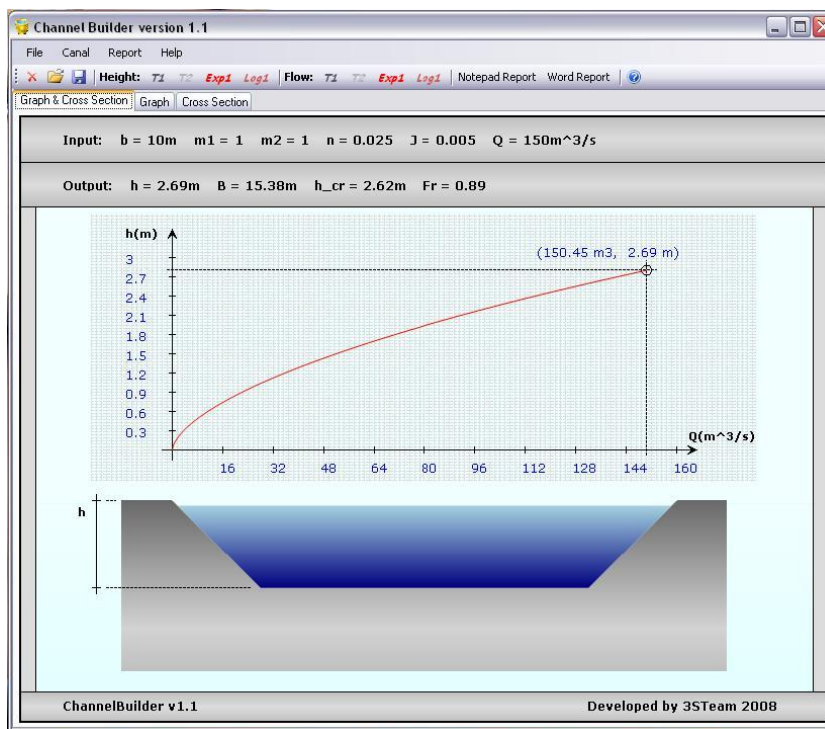 Channel Builder version 1.1
File Canal Report Help
Height: T1 T2 Exp1 Log1 Flow: T1 T2 Exp1 Log1 Notepad Report Word Report
Graph & Cross Section Graph Cross Section
Input: b = 10m m1 = 1 m2 = 1 n = 0.025 J = 0.005 Q = 150m^3/s
Output: h = 2.69m B = 15.38m h_cr = 2.62m Fr = 0.89
h(m)
(150.45 m3, 2.69 m)
3
2.7
2.4
2.1
1.8
1.5
1.2
0.9
0.6
0.3
Q(m^3/s)
16 32 48 64 80 96 112 128 144 160
h
ChannelBuilder v1.1 Developed by 3STeam 2008